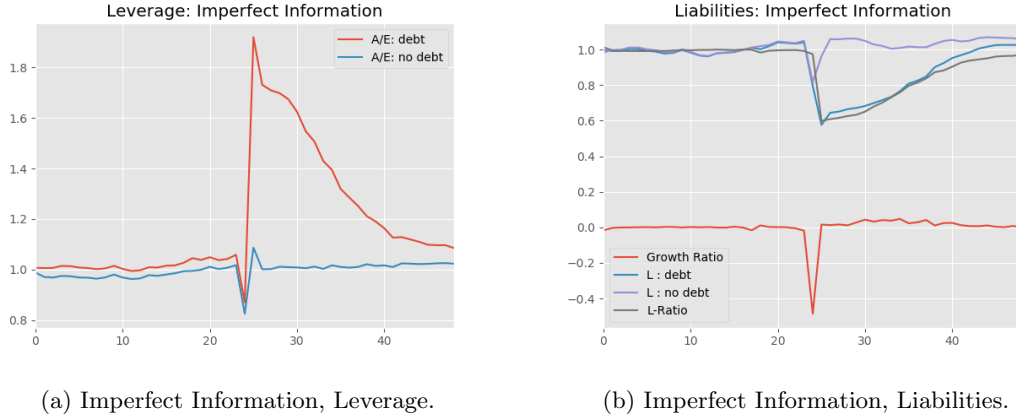 Leverage: Imperfect Information
A/E: debt
A/E: no debt
1.8
1.6
1.4
1.2
1.0
0.8
0 10 20 30 40
(a) Imperfect Information, Leverage.
Liabilities: Imperfect Information
1.0
0.8
0.6
0.4
0.2
0.0
−0.2
−0.4
Growth Ratio
L : debt
L : no debt
L-Ratio
0 10 20 30 40
(b) Imperfect Information, Liabilities.